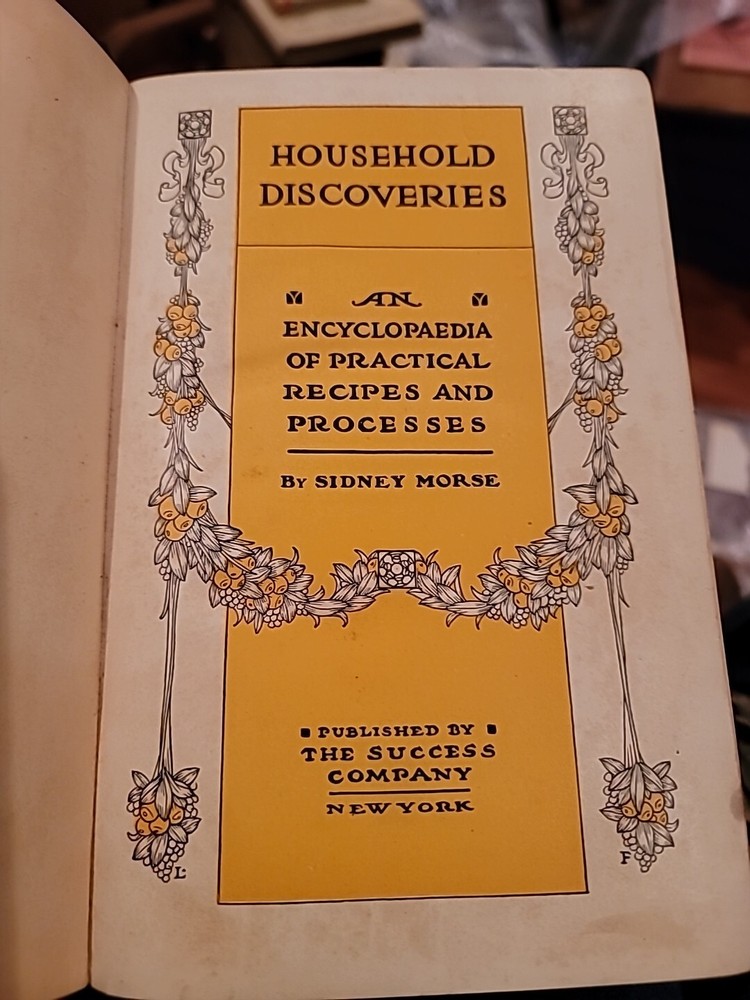 HOUSEHOLD
DISCOVERIES
AN
ENCYCLOPAEDIA
OF PRACTICAL
RECIPES AND
PROCESSES
BY SIDNEY MORSE
PUBLISHED BY
THE SUCCESS
COMPANY
NEW YORK
L.
F